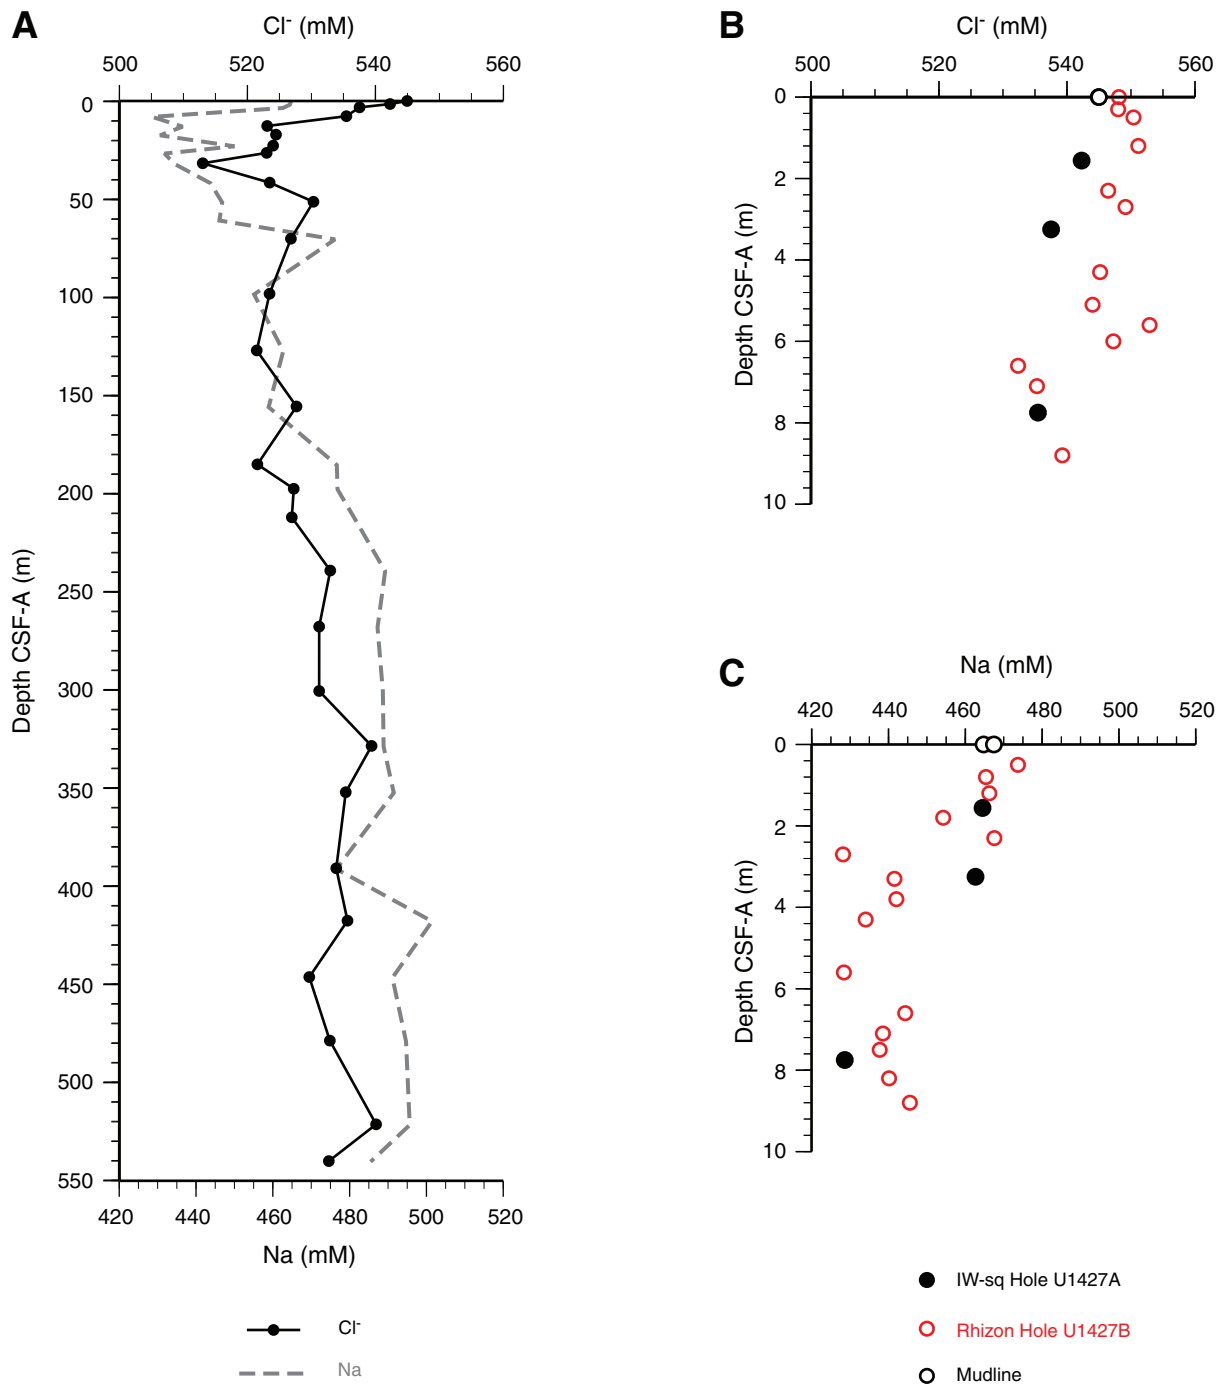 A
Cl⁻ (mM)
500 520 540 560
0
50
100
150
200
250
300
350
400
450
500
550
Depth CSF-A (m)
420 440 460 480 500 520
Na (mM)
Cl⁻
Na
B
Cl⁻ (mM)
500 520 540 560
0
2
4
6
8
10
Depth CSF-A (m)
C
Na (mM)
420 440 460 480 500 520
0
2
4
6
8
10
Depth CSF-A (m)
IW-sq Hole U1427A
Rhizon Hole U1427B
Mudline